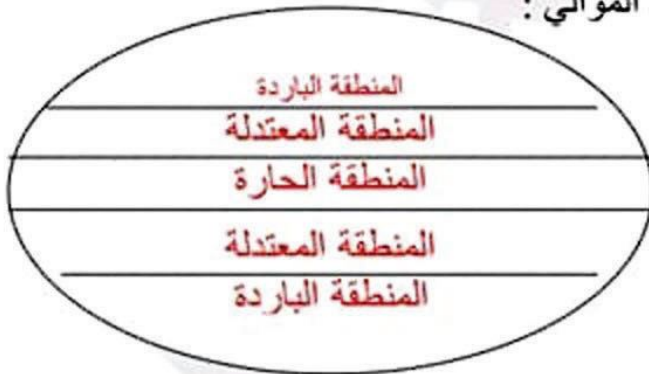 الموالي :
المنطقة الباردة
المنطقة المعتدلة
المنطقة الحارة
المنطقة المعتدلة
المنطقة الباردة